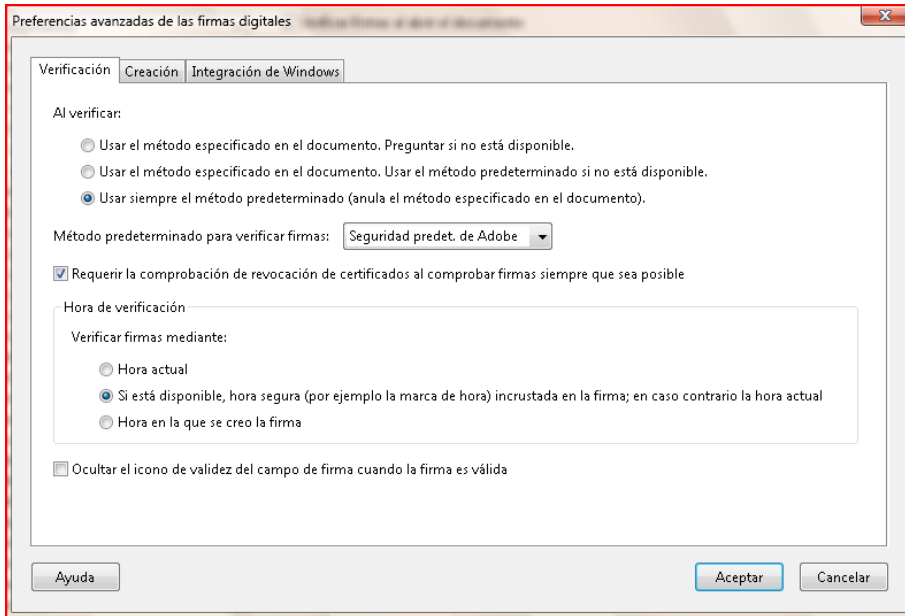 Preferencias avanzadas de las firmas digitales
Verificar firmas al abrir el documento
Verificación Creación Integración de Windows
Al verificar:
Usar el método especificado en el documento. Preguntar si no está disponible.
Usar el método especificado en el documento. Usar el método predeterminado si no está disponible.
Usar siempre el método predeterminado (anula el método especificado en el documento).
Método predeterminado para verificar firmas: Seguridad predet. de Adobe
Requerir la comprobación de revocación de certificados al comprobar firmas siempre que sea posible
Hora de verificación
Verificar firmas mediante:
Hora actual
Si está disponible, hora segura (por ejemplo la marca de hora) incrustada en la firma; en caso contrario la hora actual
Hora en la que se creo la firma
Ocultar el icono de validez del campo de firma cuando la firma es válida
Ayuda Aceptar Cancelar